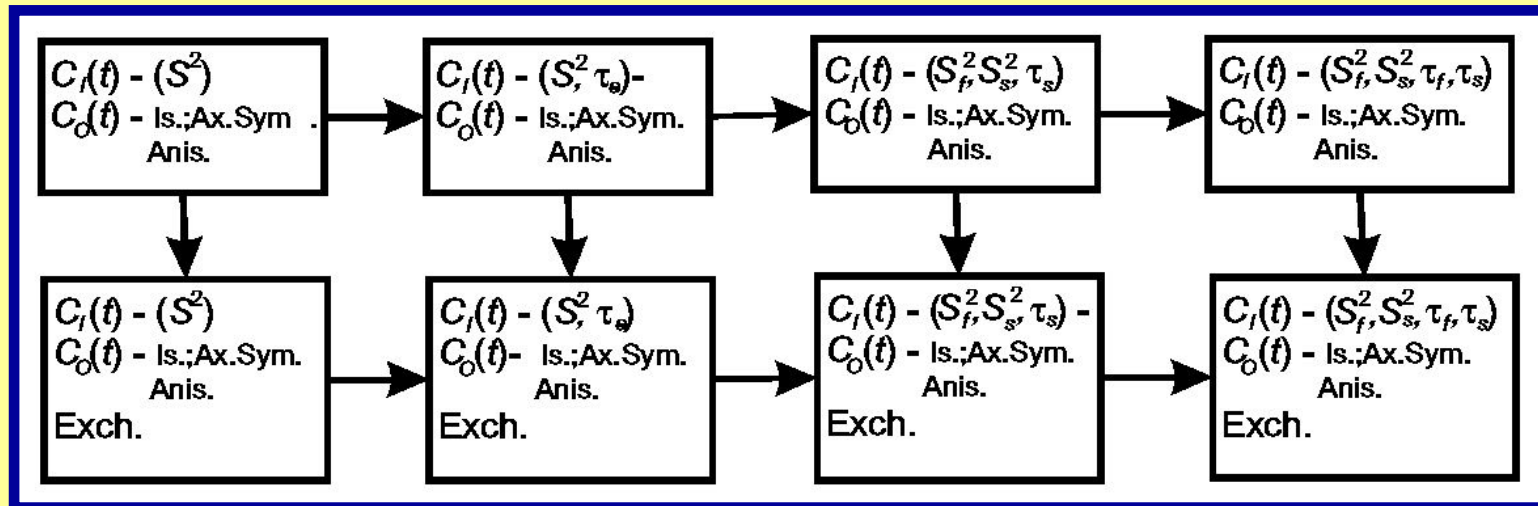 C_I(t) - (S²)
C_O(t) - Is.;Ax.Sym .
Anis.
C_I(t) - (S², τₑ)-
C_O(t) - Is.;Ax.Sym.
Anis.
C_I(t) - (S_f², S_s², τ_s)
C_O(t) - Is.;Ax.Sym.
Anis.
C_I(t) - (S_f², S_s², τ_f, τ_s)
C_O(t) - Is.;Ax.Sym.
Anis.
C_I(t) - (S²)
C_O(t) - Is.;Ax.Sym.
Anis.
Exch.
C_I(t) - (S², τₑ)
C_O(t)- Is.;Ax.Sym.
Anis.
Exch.
C_I(t) - (S_f², S_s², τ_s) -
C_O(t) - Is.;Ax.Sym.
Anis.
Exch.
C_I(t) - (S_f², S_s², τ_f, τ_s)
C_O(t) - Is.;Ax.Sym.
Anis.
Exch.